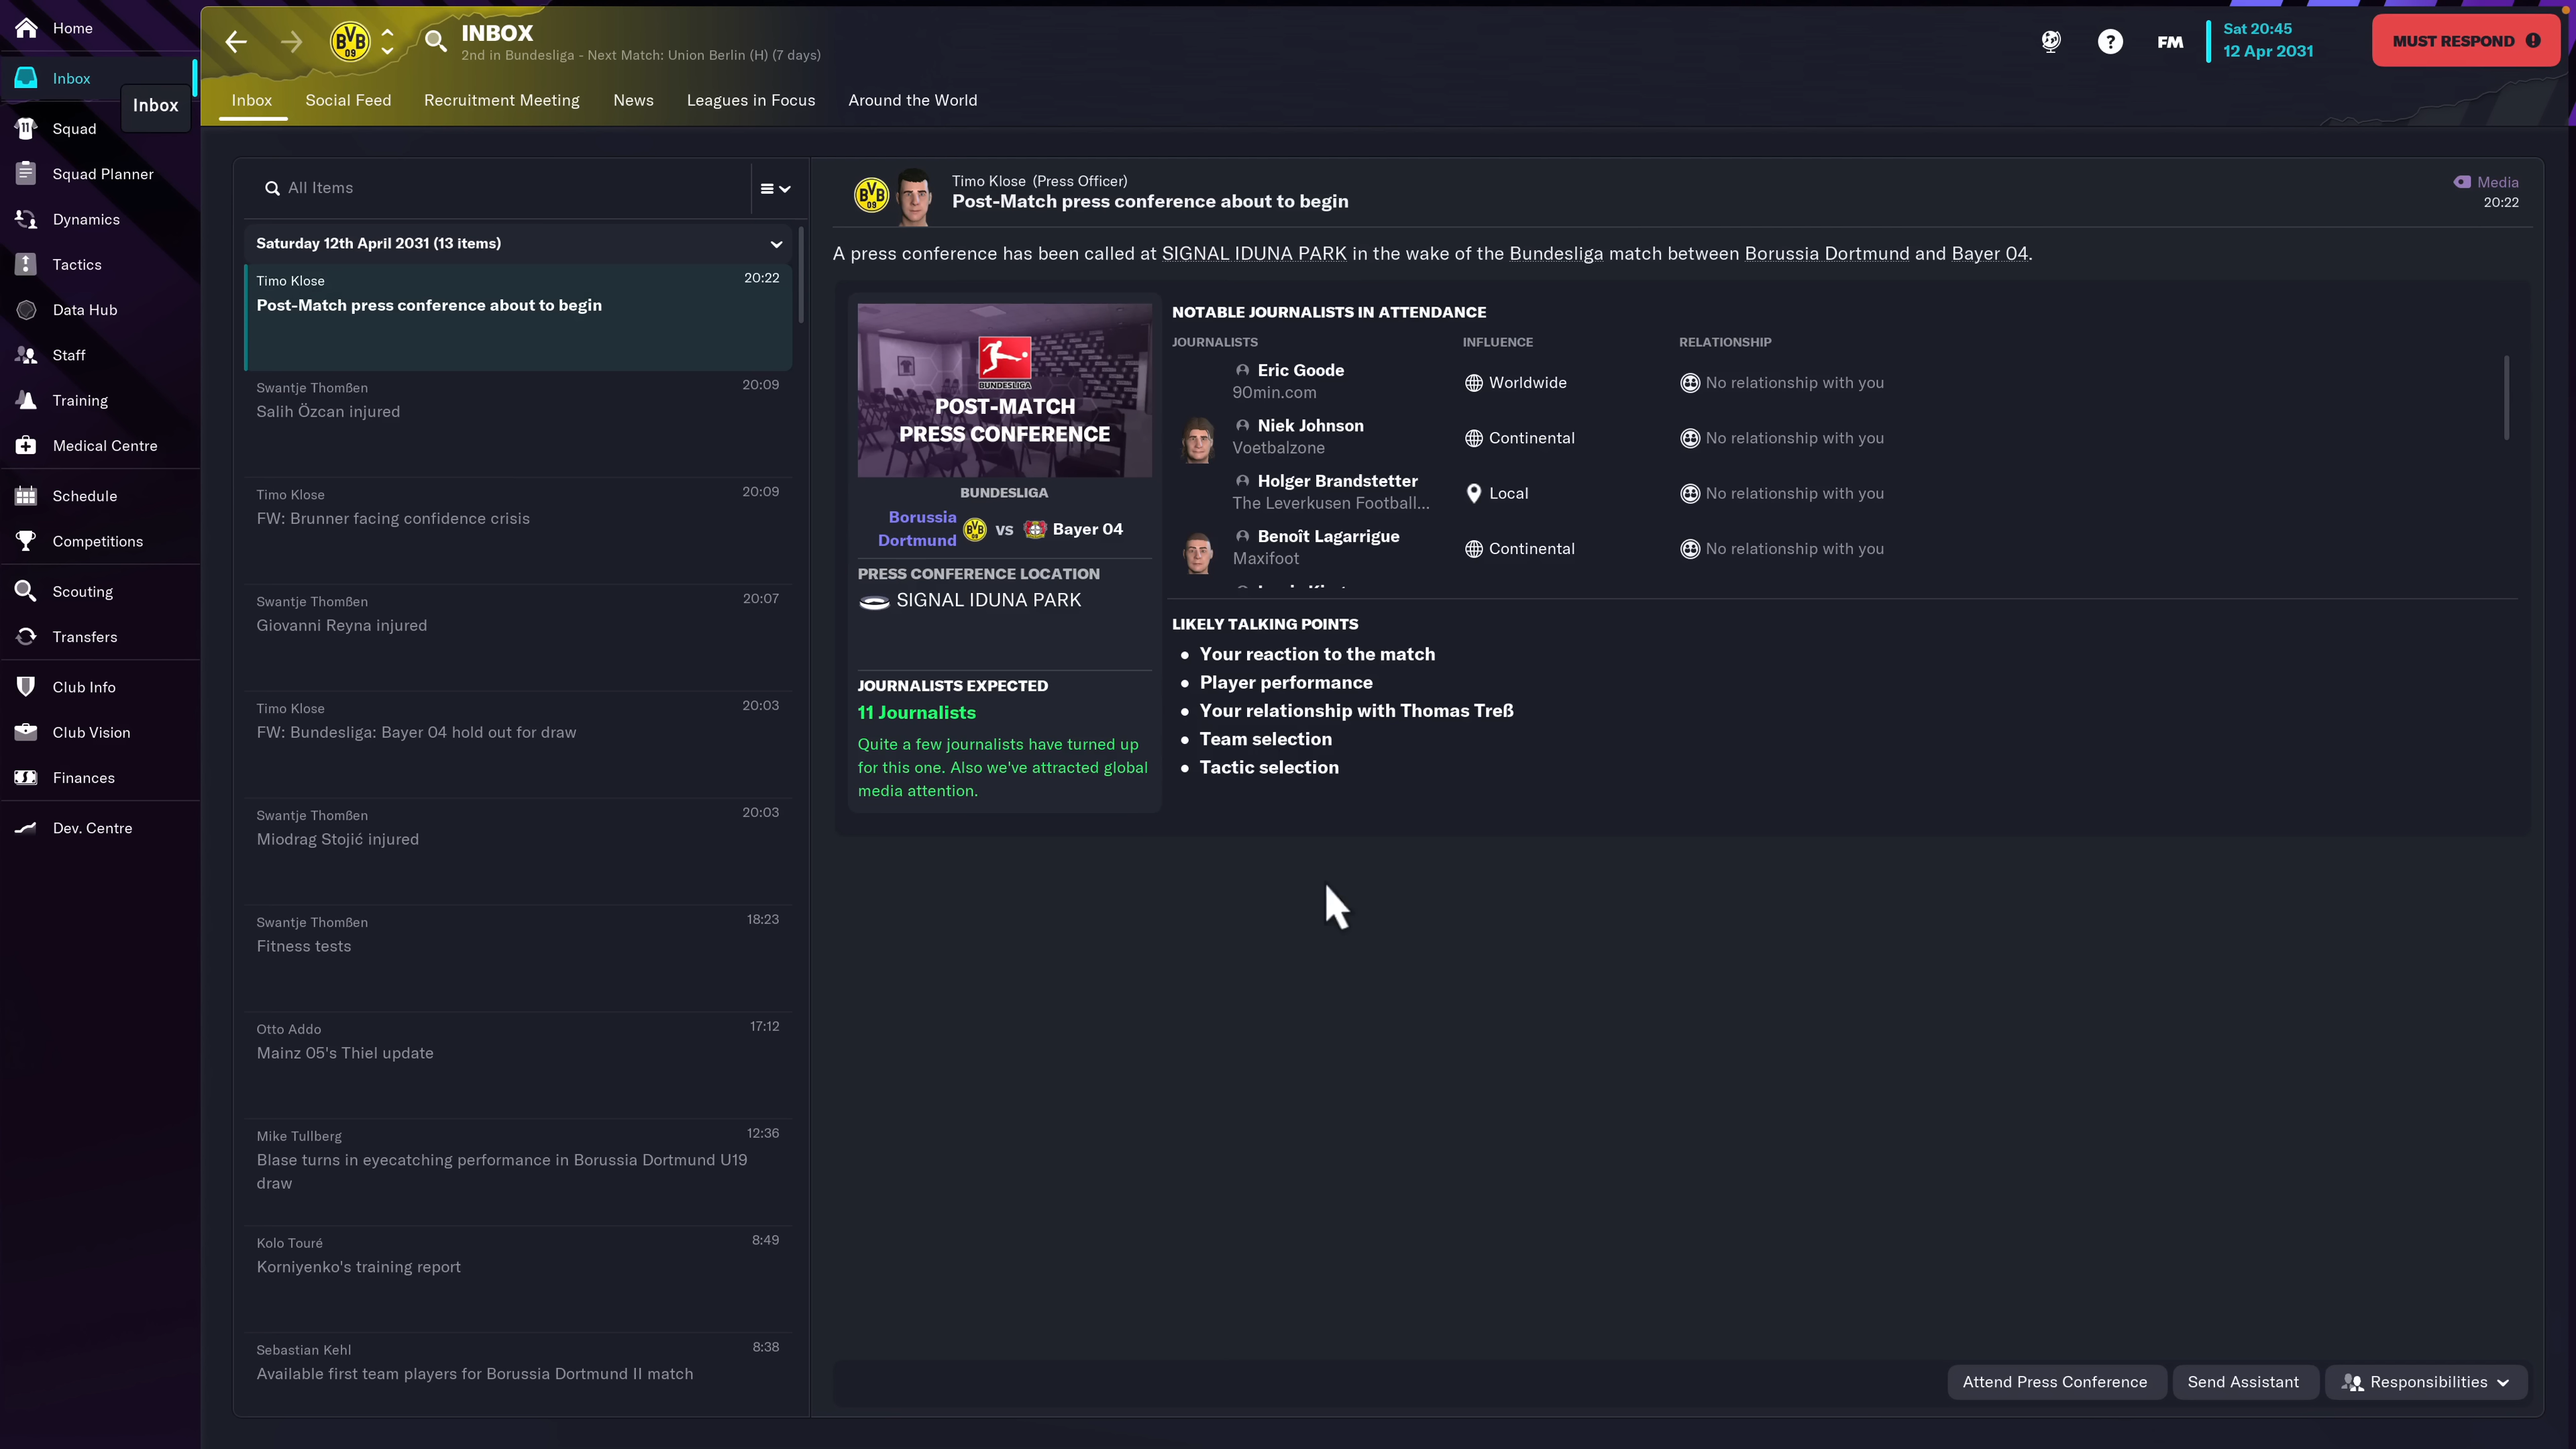 Home
Inbox
Inbox
Squad
Squad Planner
Dynamics
Tactics
Data Hub
Staff
Training
Medical Centre
Schedule
Competitions
Scouting
Transfers
Club Info
Club Vision
Finances
Dev. Centre
BVB
09
INBOX
2nd in Bundesliga - Next Match: Union Berlin (H) (7 days)
?
FM
Sat 20:45
12 Apr 2031
MUST RESPOND
Inbox
Social Feed
Recruitment Meeting
News
Leagues in Focus
Around the World
All Items
Saturday 12th April 2031 (13 items)
Timo Klose
20:22
Post-Match press conference about to begin
Swantje Thomßen
20:09
Salih Özcan injured
Timo Klose
20:09
FW: Brunner facing confidence crisis
Swantje Thomßen
20:07
Giovanni Reyna injured
Timo Klose
20:03
FW: Bundesliga: Bayer 04 hold out for draw
Swantje Thomßen
20:03
Miodrag Stojić injured
Swantje Thomßen
18:23
Fitness tests
Otto Addo
17:12
Mainz 05's Thiel update
Mike Tullberg
12:36
Blase turns in eyecatching performance in Borussia Dortmund U19
draw
Kolo Touré
8:49
Korniyenko's training report
Sebastian Kehl
8:38
Available first team players for Borussia Dortmund II match
BVB
09
Timo Klose (Press Officer)
Post-Match press conference about to begin
Media
20:22
A press conference has been called at SIGNAL IDUNA PARK in the wake of the Bundesliga match between Borussia Dortmund and Bayer 04.
BUNDESLIGA
POST-MATCH
PRESS CONFERENCE
BUNDESLIGA
Borussia
Dortmund
BVB
09
vs
Bayer 04
PRESS CONFERENCE LOCATION
SIGNAL IDUNA PARK
JOURNALISTS EXPECTED
11 Journalists
Quite a few journalists have turned up
for this one. Also we've attracted global
media attention.
NOTABLE JOURNALISTS IN ATTENDANCE
JOURNALISTS
INFLUENCE
RELATIONSHIP
Eric Goode
90min.com
Worldwide
No relationship with you
Niek Johnson
Voetbalzone
Continental
No relationship with you
Holger Brandstetter
The Leverkusen Football...
Local
No relationship with you
Benoît Lagarrigue
Maxifoot
Continental
No relationship with you
LIKELY TALKING POINTS
• Your reaction to the match
• Player performance
• Your relationship with Thomas Treß
• Team selection
• Tactic selection
Attend Press Conference
Send Assistant
Responsibilities